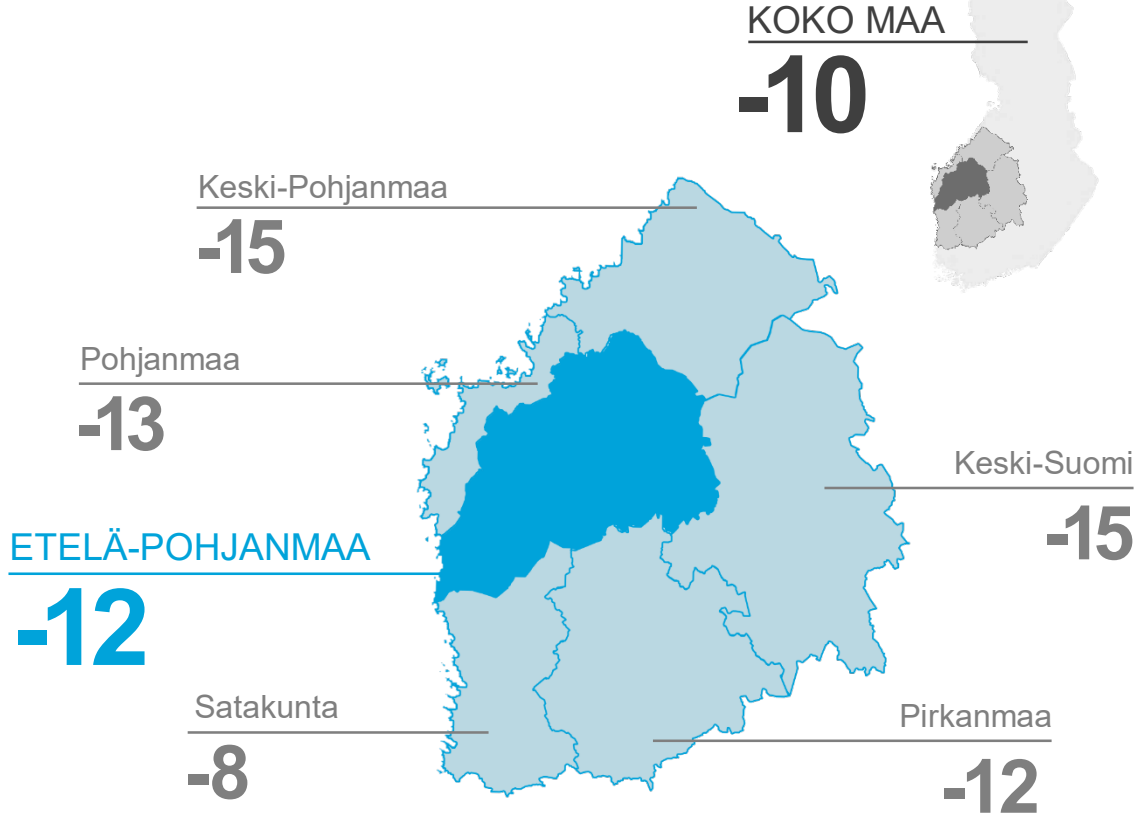 KOKO MAA
-10
Keski-Pohjanmaa
-15
Pohjanmaa
-13
Keski-Suomi
-15
ETELÄ-POHJANMAA
-12
Satakunta
-8
Pirkanmaa
-12